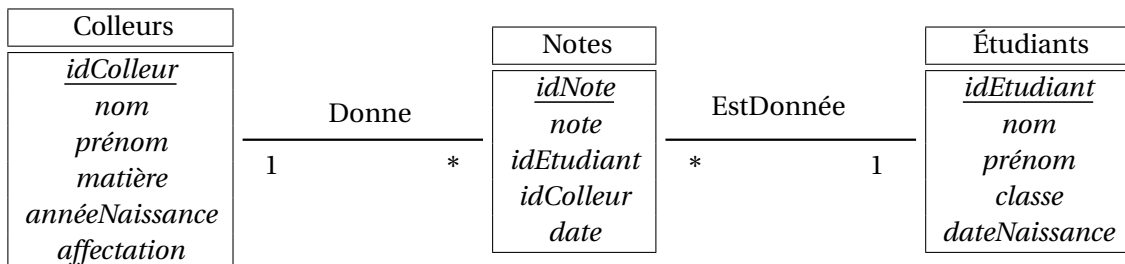 Colleurs
idColleur
nom
prénom
matière
annéeNaissance
affectation
Donne
1
*
Notes
idNote
note
idEtudiant
idColleur
date
EstDonnée
*
1
Étudiants
idEtudiant
nom
prénom
classe
dateNaissance